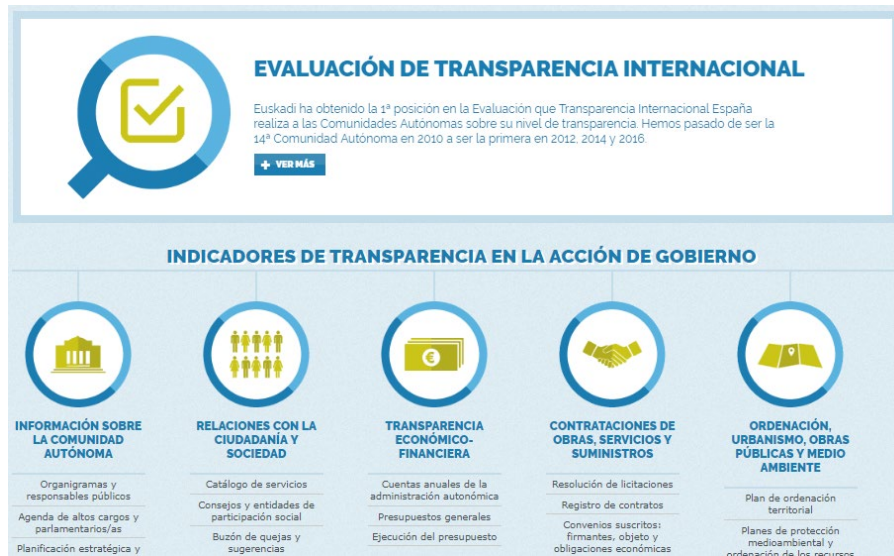 EVALUACIÓN DE TRANSPARENCIA INTERNACIONAL
Euskadi ha obtenido la 1ª posición en la Evaluación que Transparencia Internacional España
realiza a las Comunidades Autónomas sobre su nivel de transparencia. Hemos pasado de ser la
14ª Comunidad Autónoma en 2010 a ser la primera en 2012, 2014 y 2016.
+ VER MÁS
INDICADORES DE TRANSPARENCIA EN LA ACCIÓN DE GOBIERNO
INFORMACIÓN SOBRE
LA COMUNIDAD
AUTÓNOMA
Organigramas y
responsables públicos
Agenda de altos cargos y
parlamentarios/as
Planificación estratégica y
RELACIONES CON LA
CIUDADANÍA Y
SOCIEDAD
Catálogo de servicios
Consejos y entidades de
participación social
Buzón de quejas y
sugerencias
TRANSPARENCIA
ECONÓMICO-
FINANCIERA
Cuentas anuales de la
administración autonómica
Presupuestos generales
Ejecución del presupuesto
CONTRATACIONES DE
OBRAS, SERVICIOS Y
SUMINISTROS
Resolución de licitaciones
Registro de contratos
Convenios suscritos:
firmantes, objeto y
obligaciones económicas
ORDENACIÓN,
URBANISMO, OBRAS
PÚBLICAS Y MEDIO
AMBIENTE
Plan de ordenación
territorial
Planes de protección
medioambiental y
ordenación de los recursos